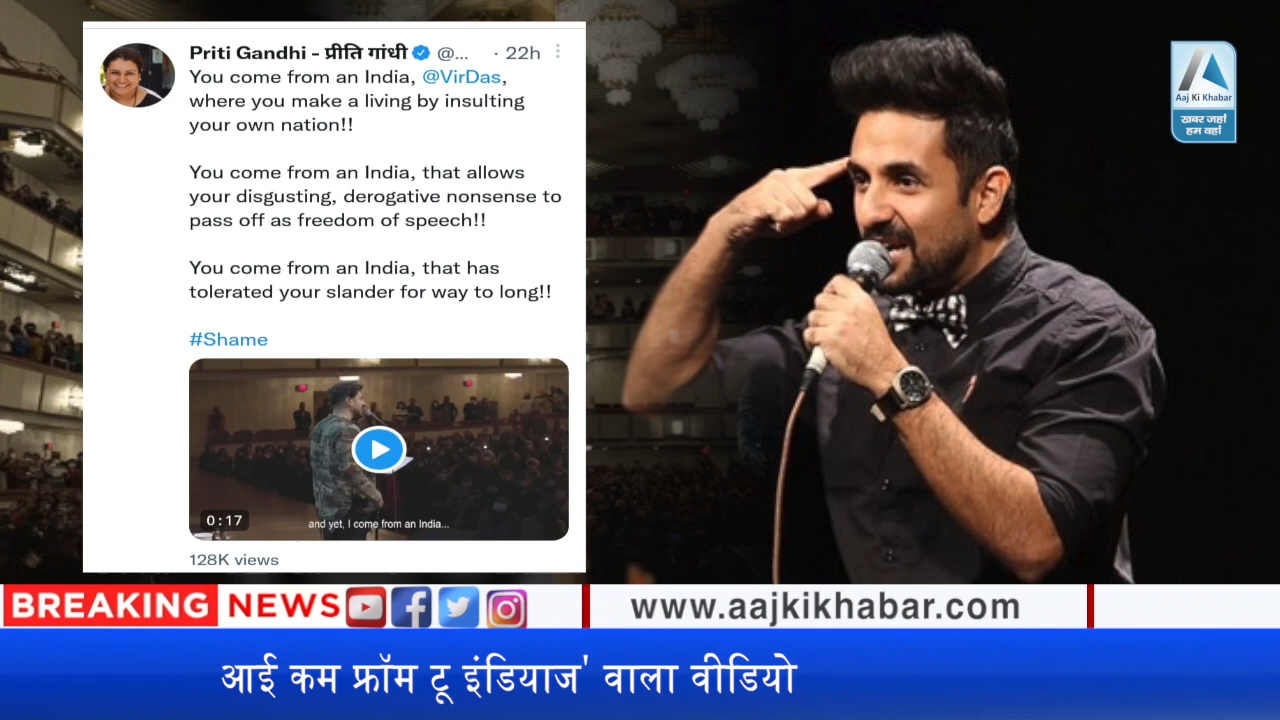 Priti Gandhi - प्रीति गांधी @... · 22h
You come from an India, @VirDas,
where you make a living by insulting
your own nation!!
You come from an India, that allows
your disgusting, derogative nonsense to
pass off as freedom of speech!!
You come from an India, that has
tolerated your slander for way to long!!
#Shame
0:17
and yet, I come from an India...
128K views
Aaj Ki Khabar
खबर जहां
हम वहां
BREAKING NEWS
www.aajkikhabar.com
आई कम फ्रॉम टू इंडियाज' वाला वीडियो